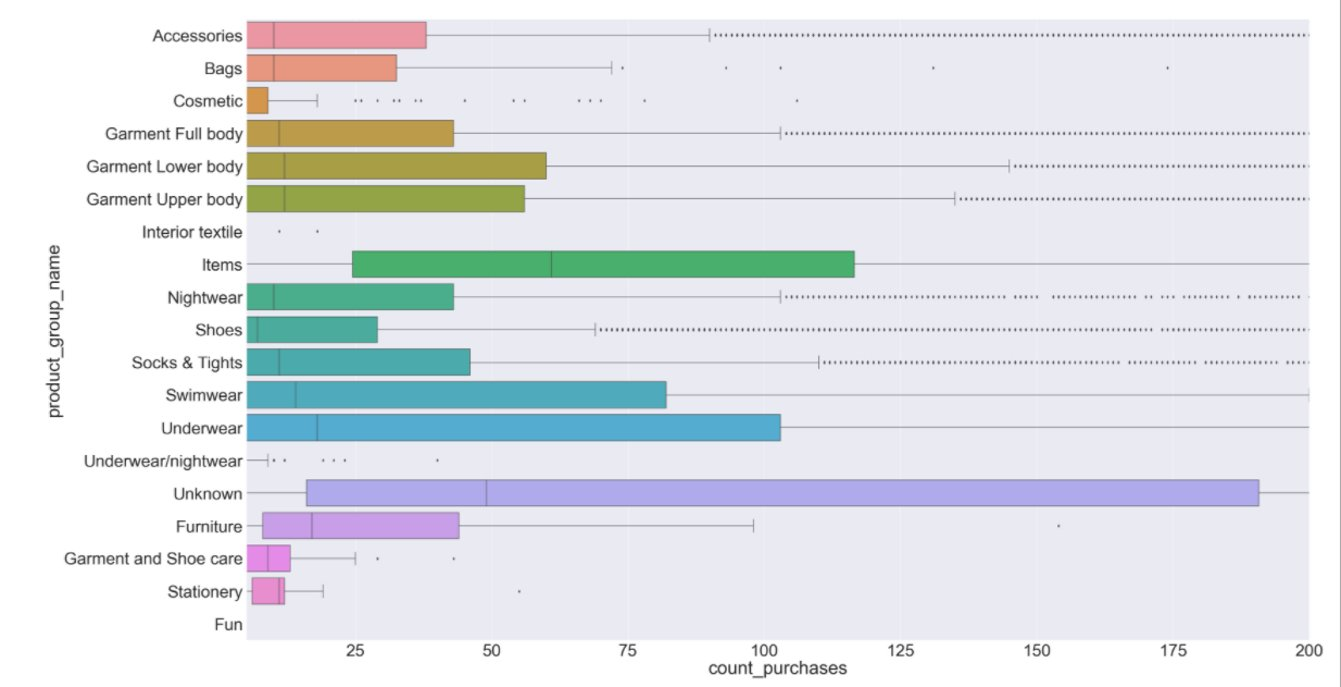 Accessories
Bags
Cosmetic
Garment Full body
Garment Lower body
Garment Upper body
Interior textile
Items
Nightwear
Shoes
Socks & Tights
Swimwear
Underwear
Underwear/nightwear
Unknown
Furniture
Garment and Shoe care
Stationery
Fun
product_group_name
25 50 75 100 125 150 175 200
count_purchases